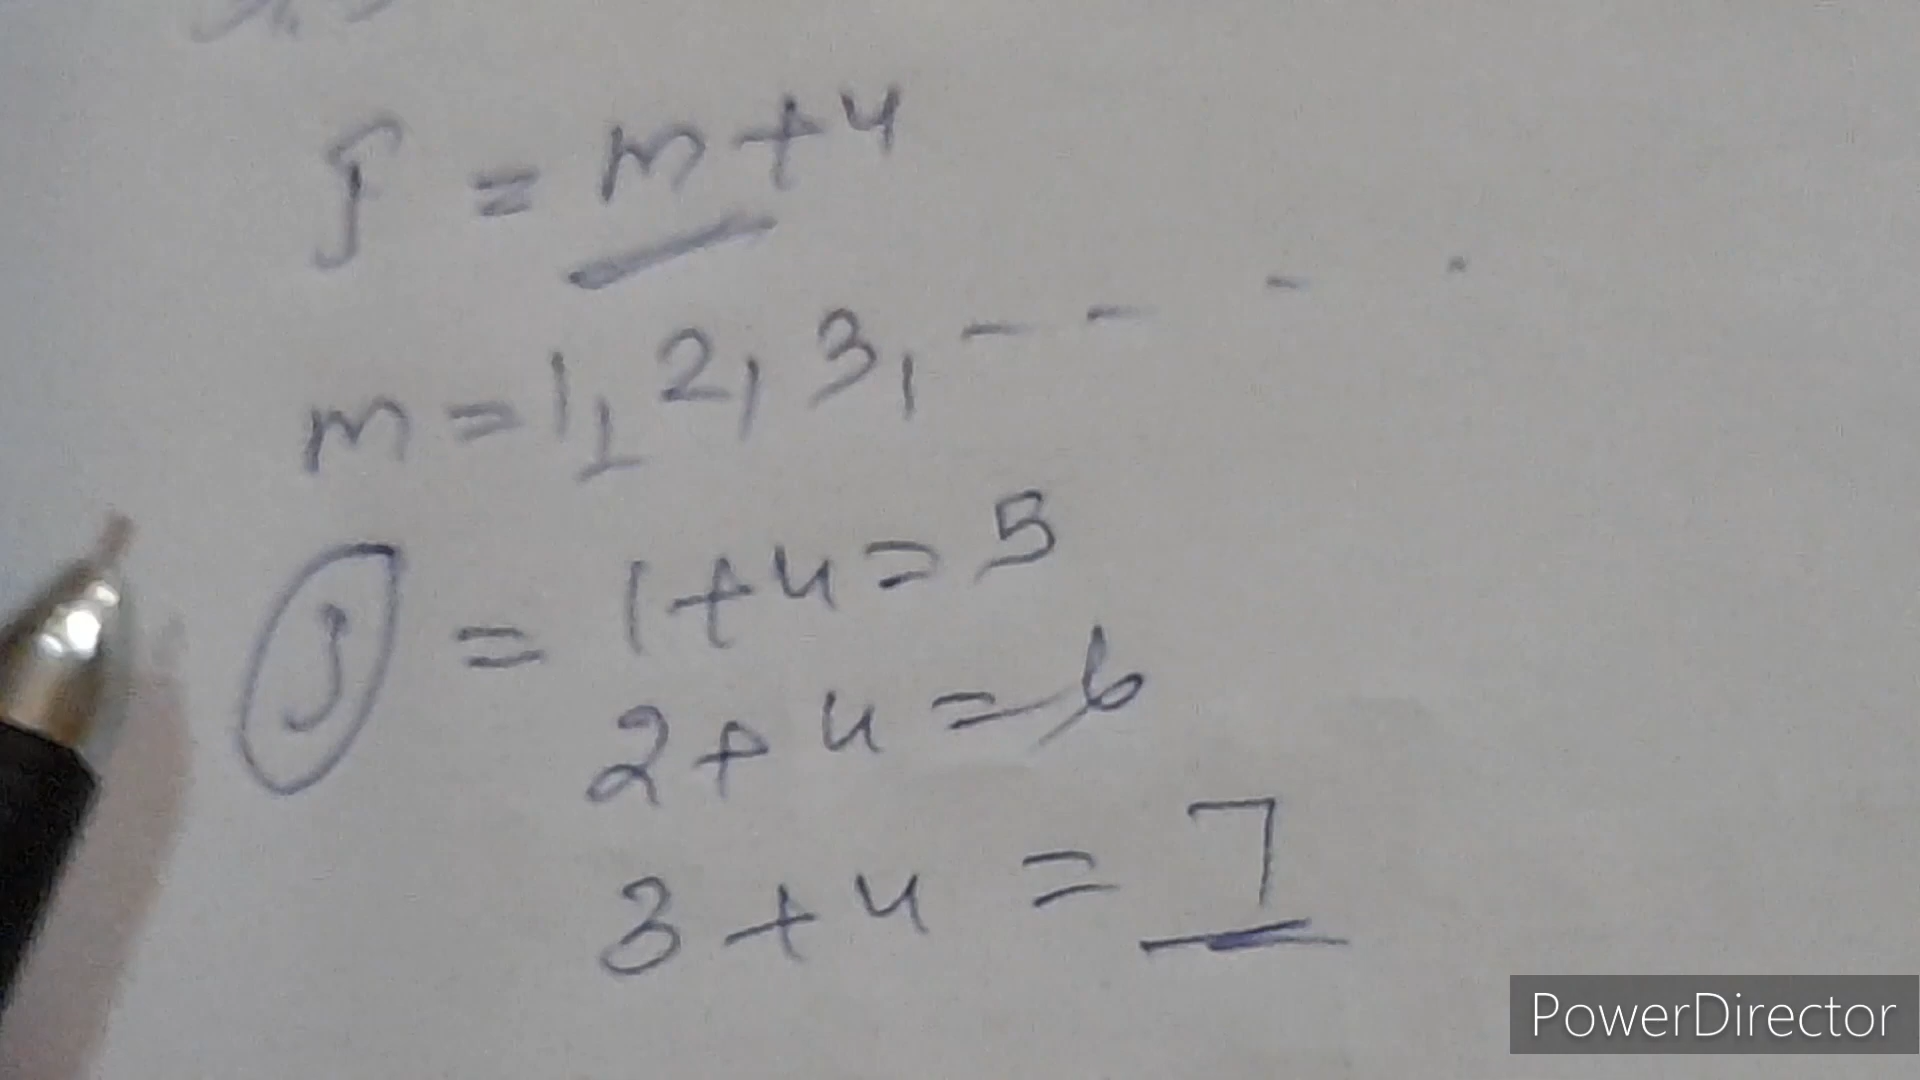 J = m+4
m = 1, 2, 3, - - - .
J = 1+4 = 5
2+4 = 6
3+4 = 7
PowerDirector